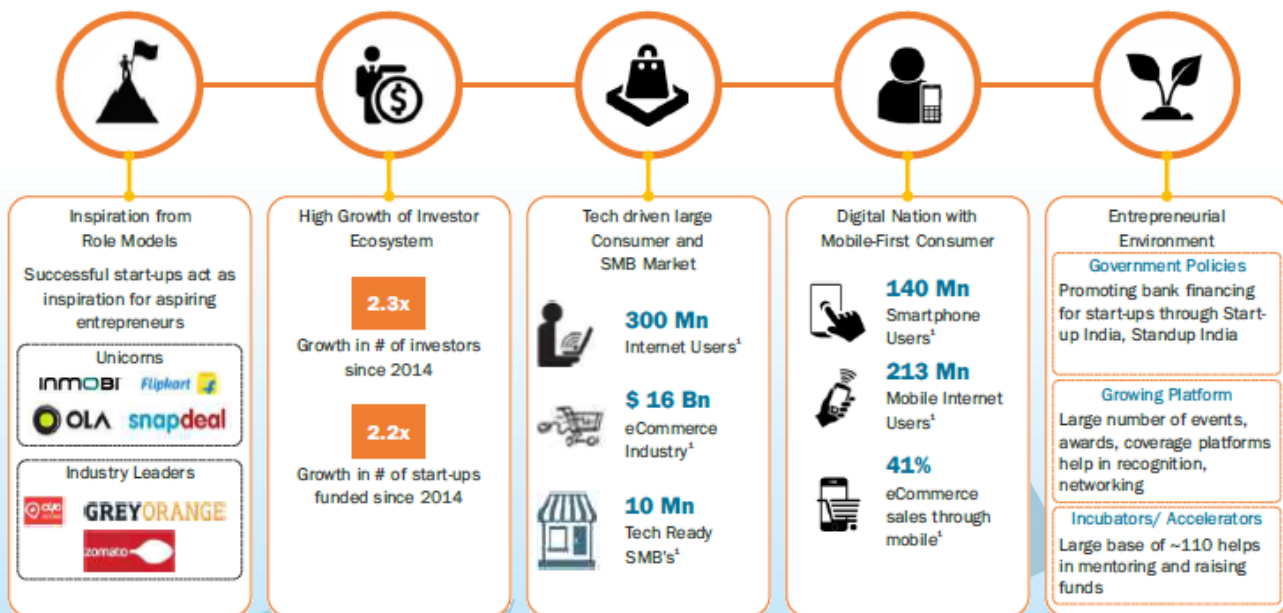 Inspiration from
Role Models
Successful start-ups act as
inspiration for aspiring
entrepreneurs
Unicorns
INMOBI Flipkart
OLA snapdeal
Industry Leaders
OYO
GREYORANGE
zomato
High Growth of Investor
Ecosystem
2.3x
Growth in # of investors
since 2014
2.2x
Growth in # of start-ups
funded since 2014
Tech driven large
Consumer and
SMB Market
300 Mn
Internet Users¹
$ 16 Bn
eCommerce
Industry¹
10 Mn
Tech Ready
SMB's¹
Digital Nation with
Mobile-First Consumer
140 Mn
Smartphone
Users¹
213 Mn
Mobile Internet
Users¹
41%
eCommerce
sales through
mobile¹
Entrepreneurial
Environment
Government Policies
Promoting bank financing
for start-ups through Start-
up India, Standup India
Growing Platform
Large number of events,
awards, coverage platforms
help in recognition,
networking
Incubators/ Accelerators
Large base of ~110 helps
in mentoring and raising
funds